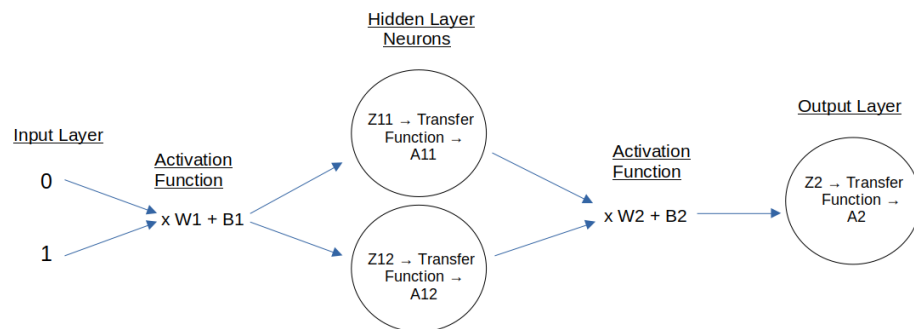 Hidden Layer
Neurons
Input Layer
0
1
Activation
Function
x W1 + B1
Z11 → Transfer
Function →
A11
Z12 → Transfer
Function →
A12
Activation
Function
x W2 + B2
Output Layer
Z2 → Transfer
Function →
A2